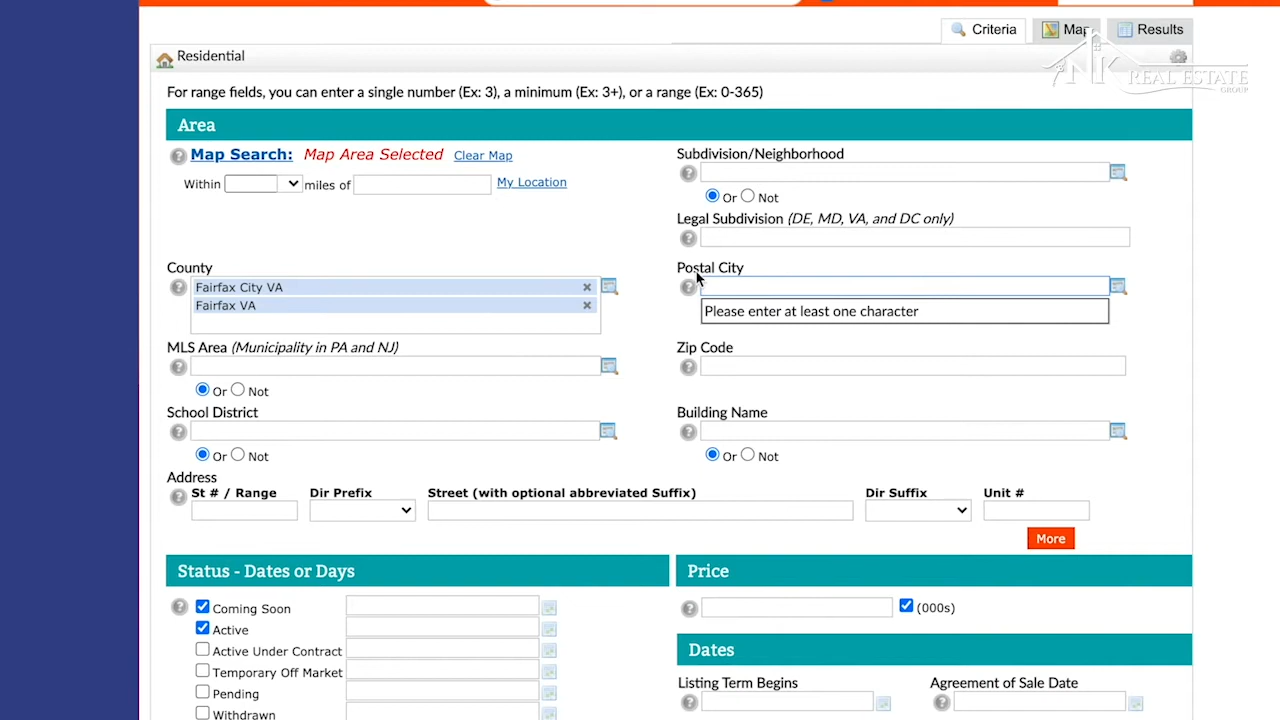 Criteria
Map
Results
NK
REAL ESTATE
GROUP
Residential
For range fields, you can enter a single number (Ex: 3), a minimum (Ex: 3+), or a range (Ex: 0-365)
Area
Map Search: Map Area Selected Clear Map
Within miles of My Location
Subdivision/Neighborhood
Or Not
Legal Subdivision (DE, MD, VA, and DC only)
County
Fairfax City VA
Fairfax VA
Postal City
Please enter at least one character
MLS Area (Municipality in PA and NJ)
Or Not
Zip Code
School District
Or Not
Building Name
Or Not
Address
St # / Range Dir Prefix Street (with optional abbreviated Suffix) Dir Suffix Unit #
More
Status - Dates or Days
Coming Soon
Active
Active Under Contract
Temporary Off Market
Pending
Withdrawn
Price
(000s)
Dates
Listing Term Begins Agreement of Sale Date